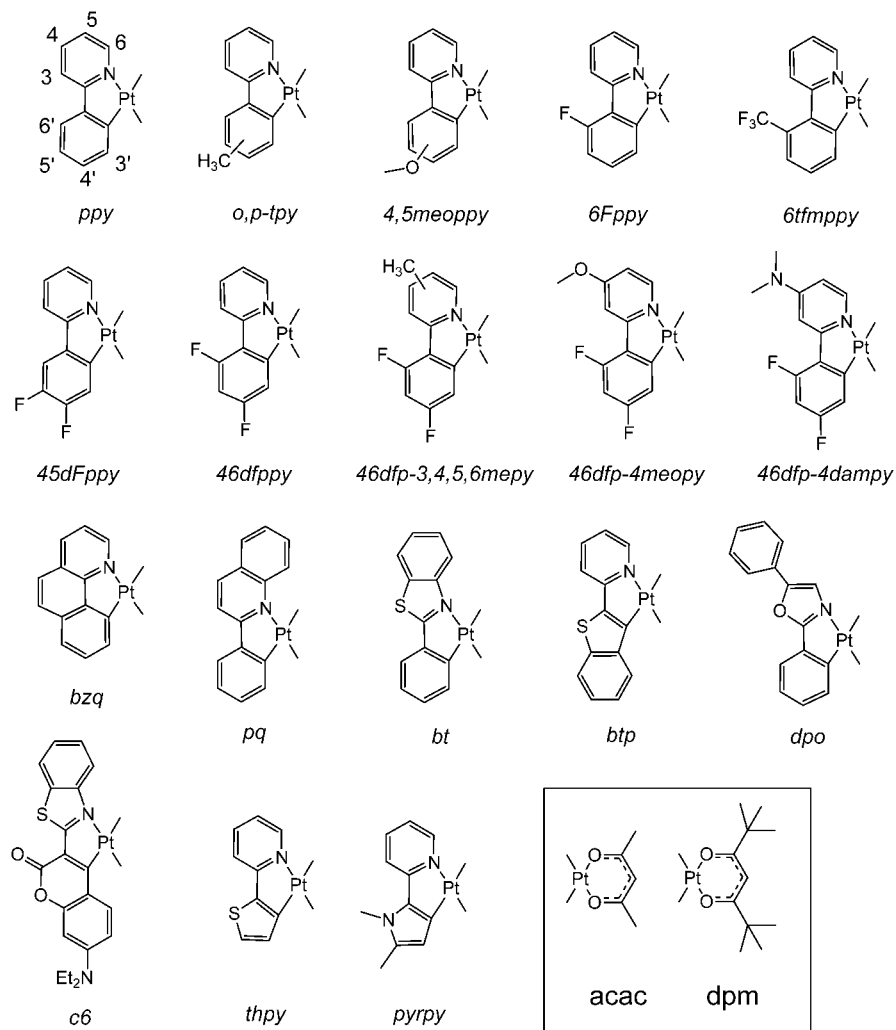 5
4 6
3 N
Pt
6'
5' 3'
4'
ppy
N
Pt
H₃C
o,p-tpy
N
Pt
O
4,5meoppy
N
Pt
F
6Fppy
N
Pt
F₃C
6tfmppy
N
Pt
F
F
45dFppy
N
Pt
F
F
46dfppy
H₃C
N
Pt
F
F
46dfp-3,4,5,6mepy
O
N
Pt
F
F
46dfp-4meopy
N
N
Pt
F
F
46dfp-4dampy
N
Pt
bzq
N
Pt
pq
S N
Pt
bt
N
Pt
S
btp
O N
Pt
dpo
S N
Pt
O
O
Et₂N
c6
N
Pt
S
thpy
N
Pt
N
pyrpy
O
Pt
O
acac
O
Pt
O
dpm